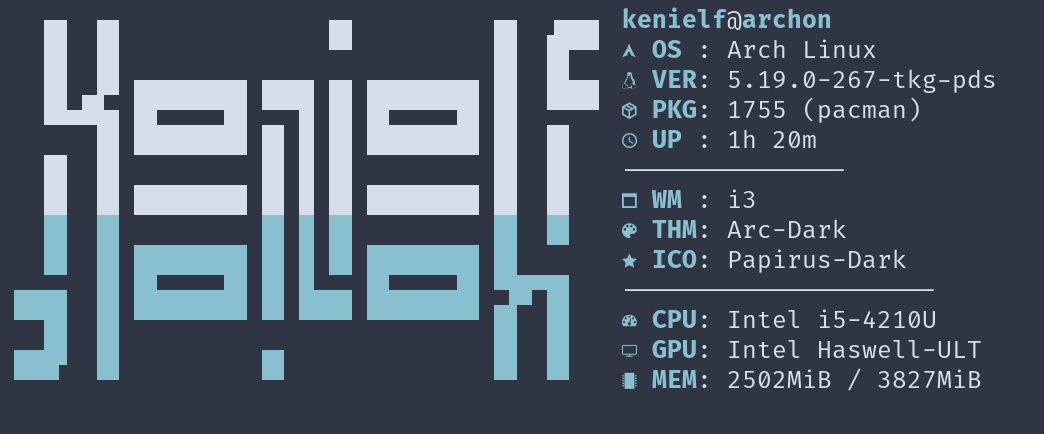 kenielf
kenielf@archon
OS : Arch Linux
VER: 5.19.0-267-tkg-pds
PKG: 1755 (pacman)
UP : 1h 20m
WM : i3
THM: Arc-Dark
ICO: Papirus-Dark
CPU: Intel i5-4210U
GPU: Intel Haswell-ULT
MEM: 2502MiB / 3827MiB